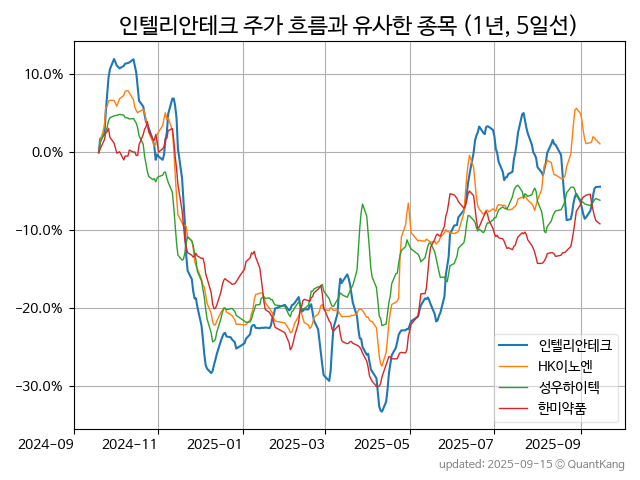 인텔리안테크 주가 흐름과 유사한 종목 (1년, 5일선)
10.0%
0.0%
−10.0%
−20.0%
−30.0%
인텔리안테크
HK이노엔
성우하이텍
한미약품
2024-09 2024-11 2025-01 2025-03 2025-05 2025-07 2025-09
updated: 2025-09-15 © QuantKang